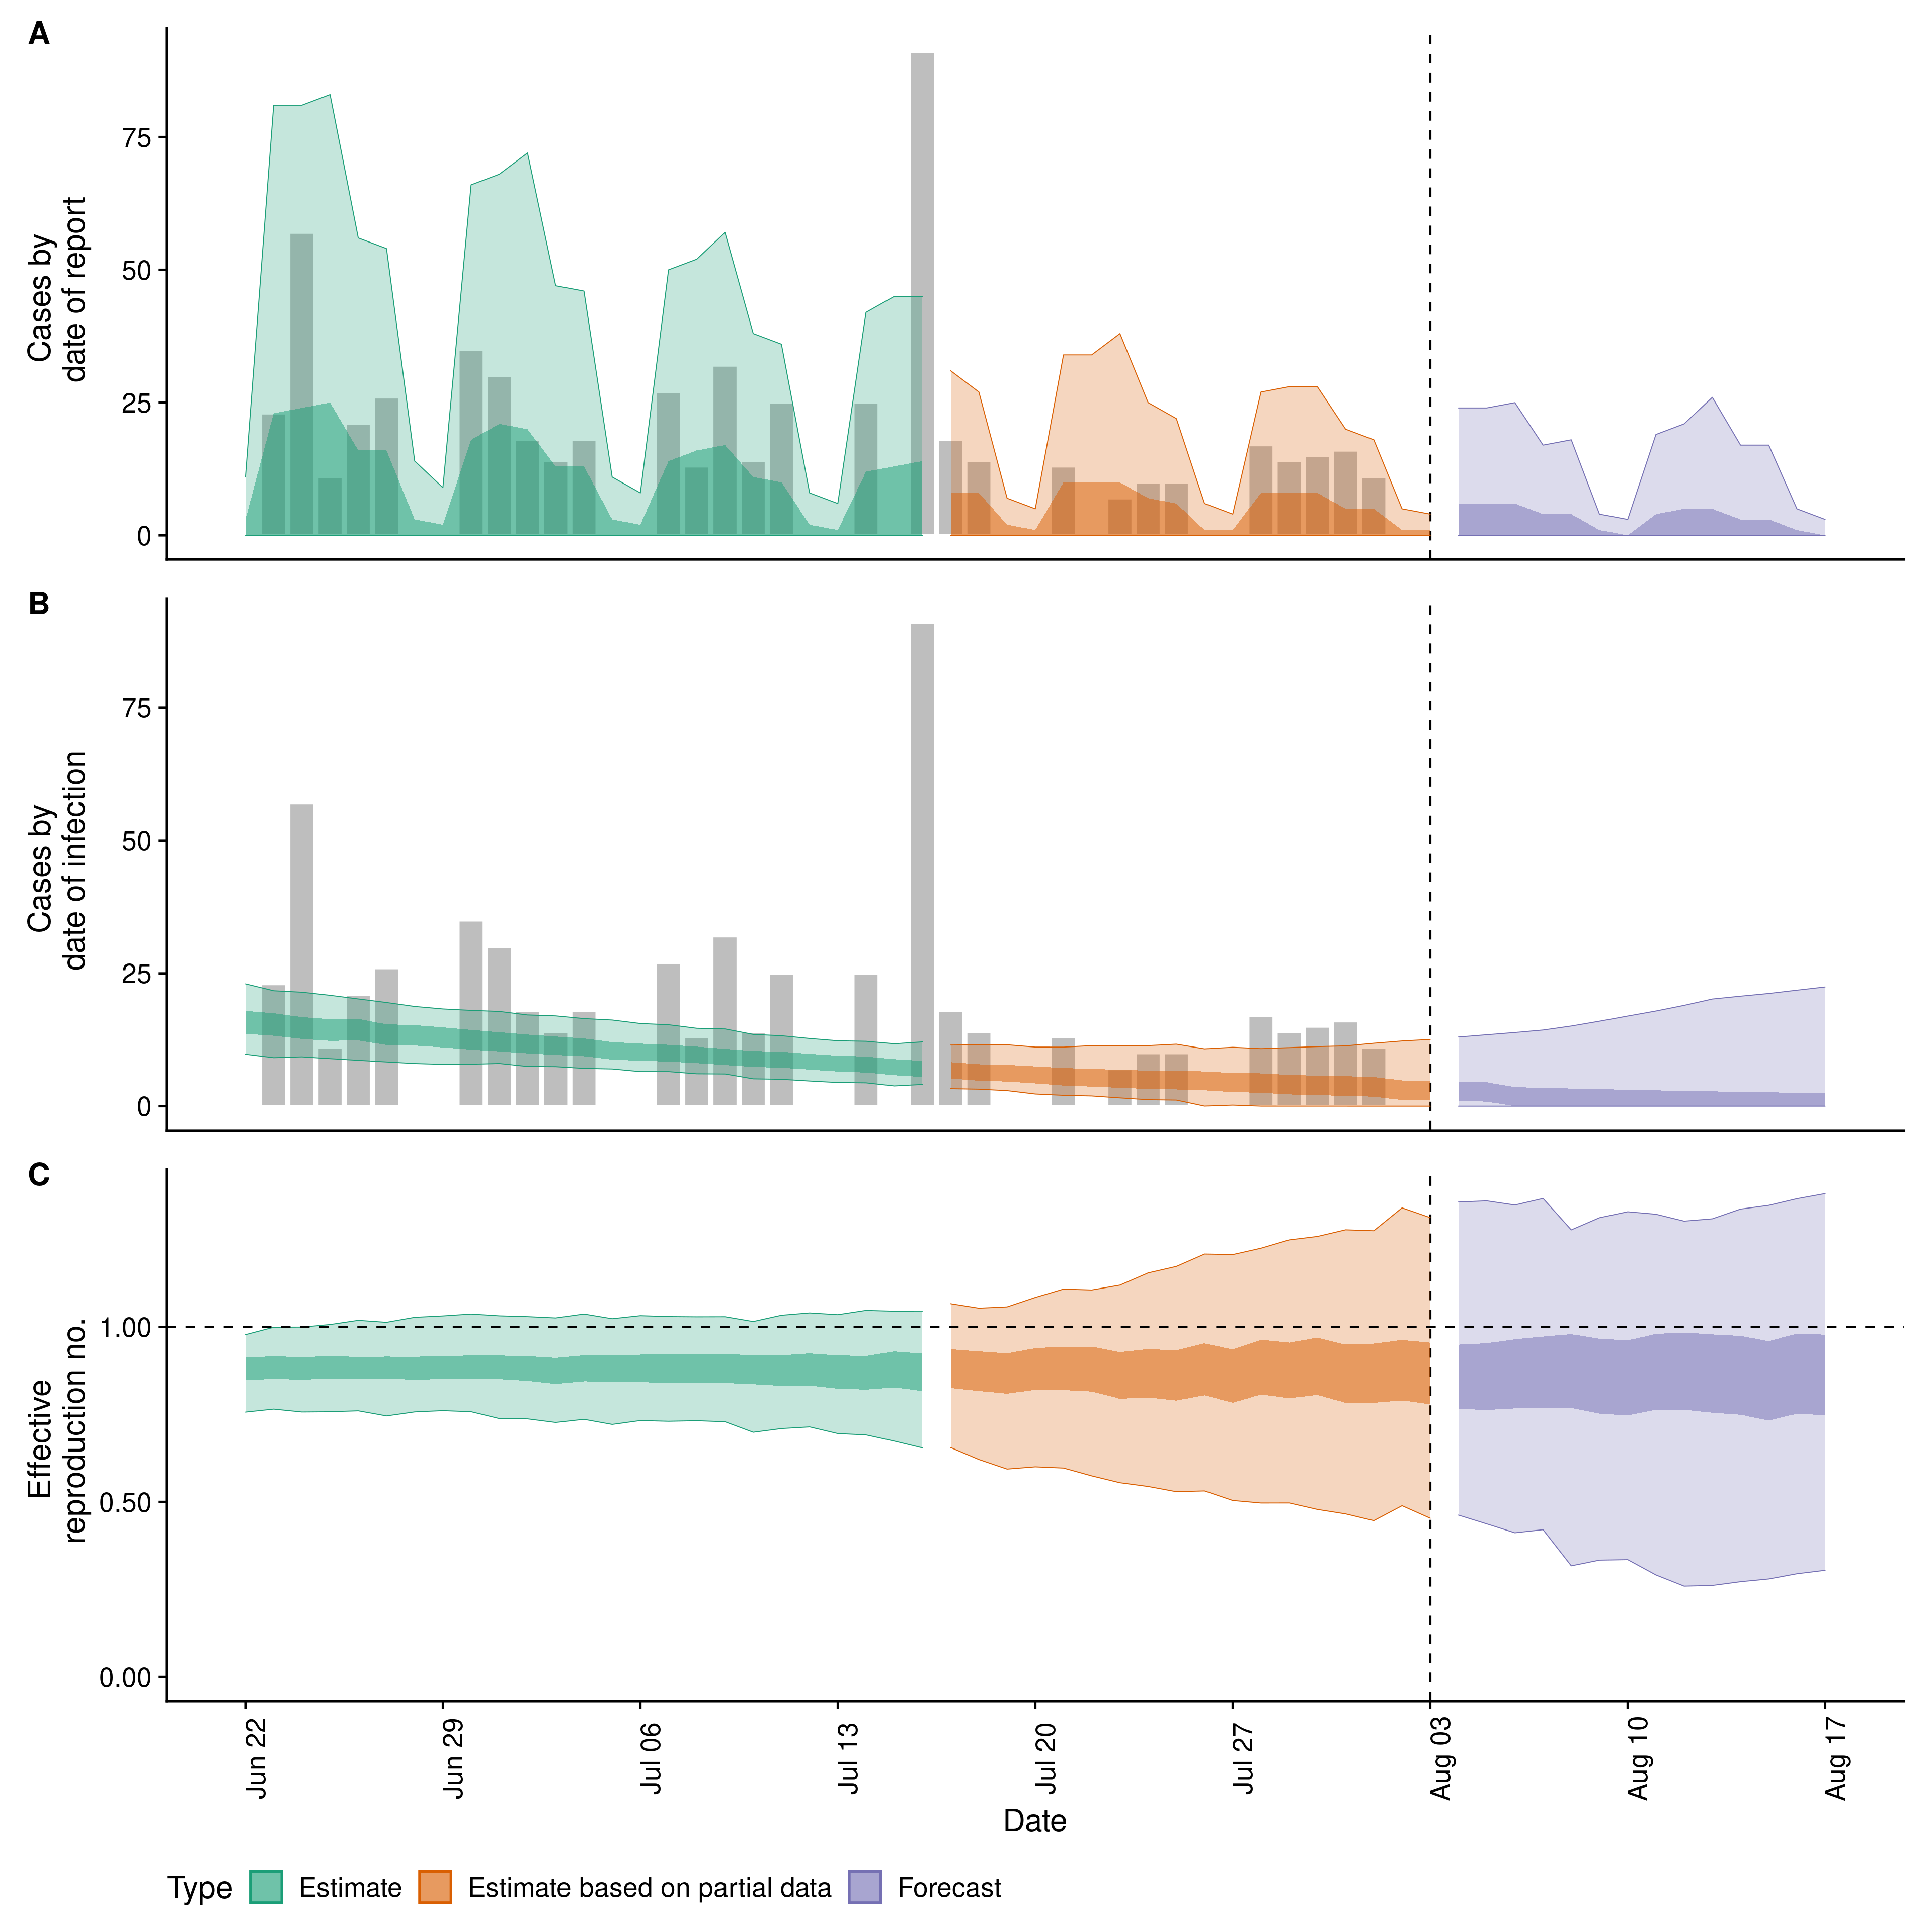 A
Cases by
date of report
75
50
25
0
B
Cases by
date of infection
75
50
25
0
C
Effective
reproduction no.
1.00
0.50
0.00
Jun 22
Jun 29
Jul 06
Jul 13
Jul 20
Jul 27
Aug 03
Aug 10
Aug 17
Date
Type Estimate Estimate based on partial data Forecast